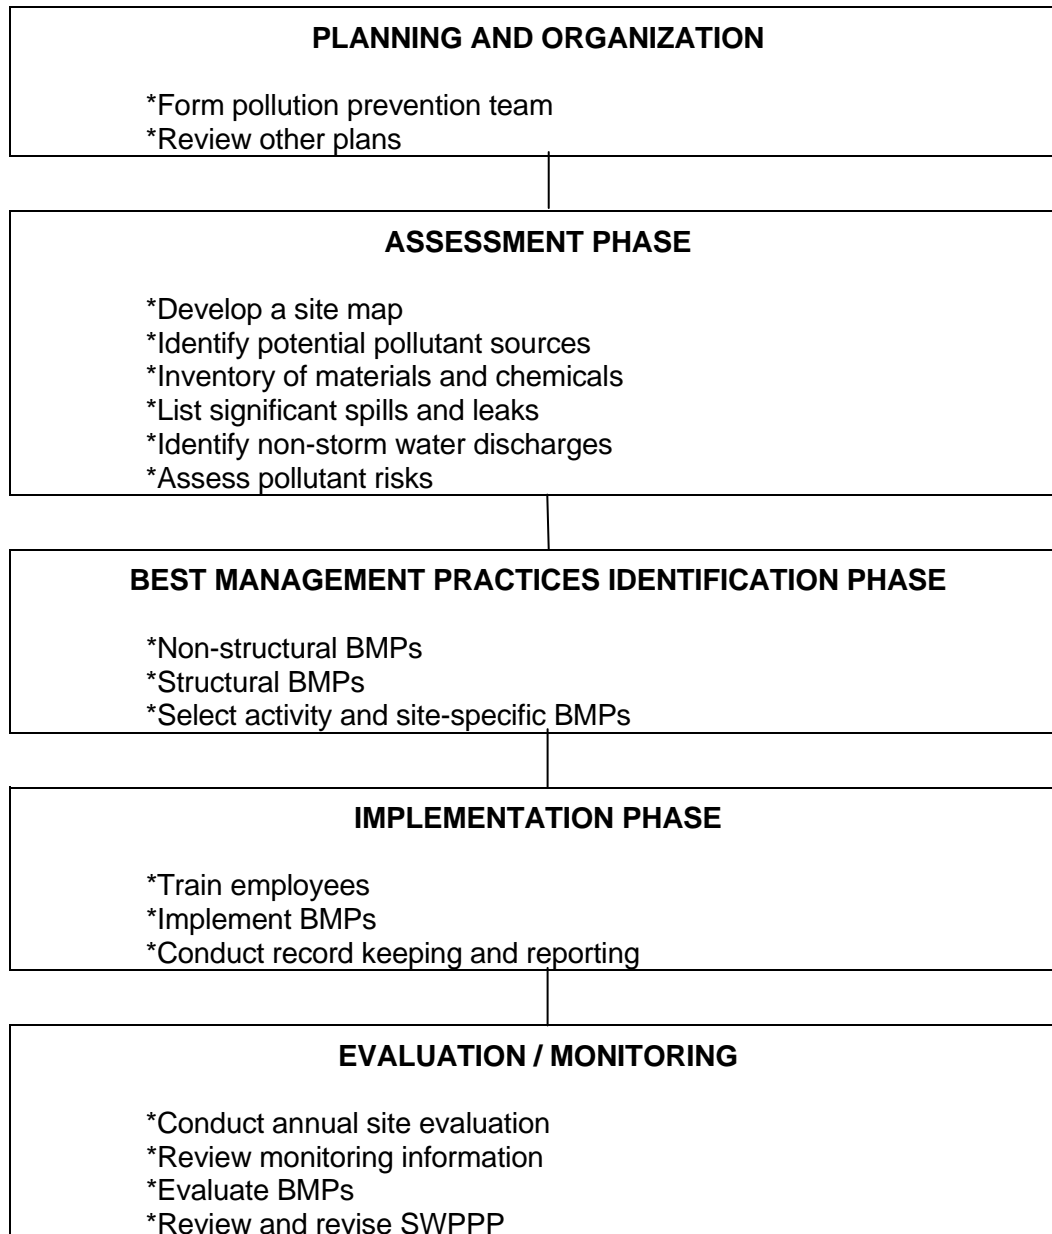 PLANNING AND ORGANIZATION
*Form pollution prevention team
*Review other plans
ASSESSMENT PHASE
*Develop a site map
*Identify potential pollutant sources
*Inventory of materials and chemicals
*List significant spills and leaks
*Identify non-storm water discharges
*Assess pollutant risks
BEST MANAGEMENT PRACTICES IDENTIFICATION PHASE
*Non-structural BMPs
*Structural BMPs
*Select activity and site-specific BMPs
IMPLEMENTATION PHASE
*Train employees
*Implement BMPs
*Conduct record keeping and reporting
EVALUATION / MONITORING
*Conduct annual site evaluation
*Review monitoring information
*Evaluate BMPs
*Review and revise SWPPP